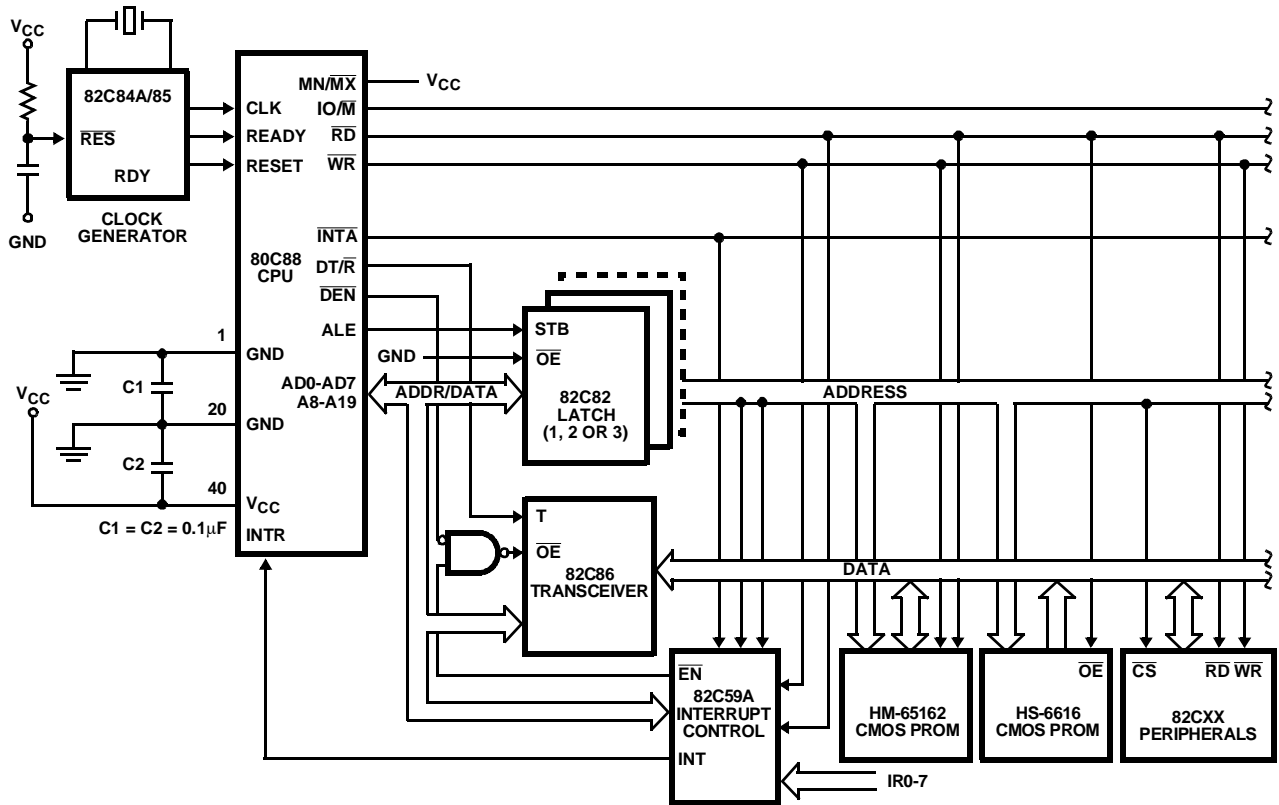 VCC
82C84A/85
RES
RDY
CLOCK
GENERATOR
GND
CLK
READY
RESET
80C88
CPU
MN/MX
VCC
IO/M
RD
WR
INTA
DT/R
DEN
ALE
AD0-AD7
A8-A19
1
GND
C1
VCC
20
GND
C2
40
VCC
C1 = C2 = 0.1μF
INTR
GND
ADDR/DATA
STB
OE
82C82
LATCH
(1, 2 OR 3)
ADDRESS
T
OE
82C86
TRANSCEIVER
DATA
EN
82C59A
INTERRUPT
CONTROL
INT
IR0-7
HM-65162
CMOS PROM
OE
HS-6616
CMOS PROM
CS
RD WR
82CXX
PERIPHERALS